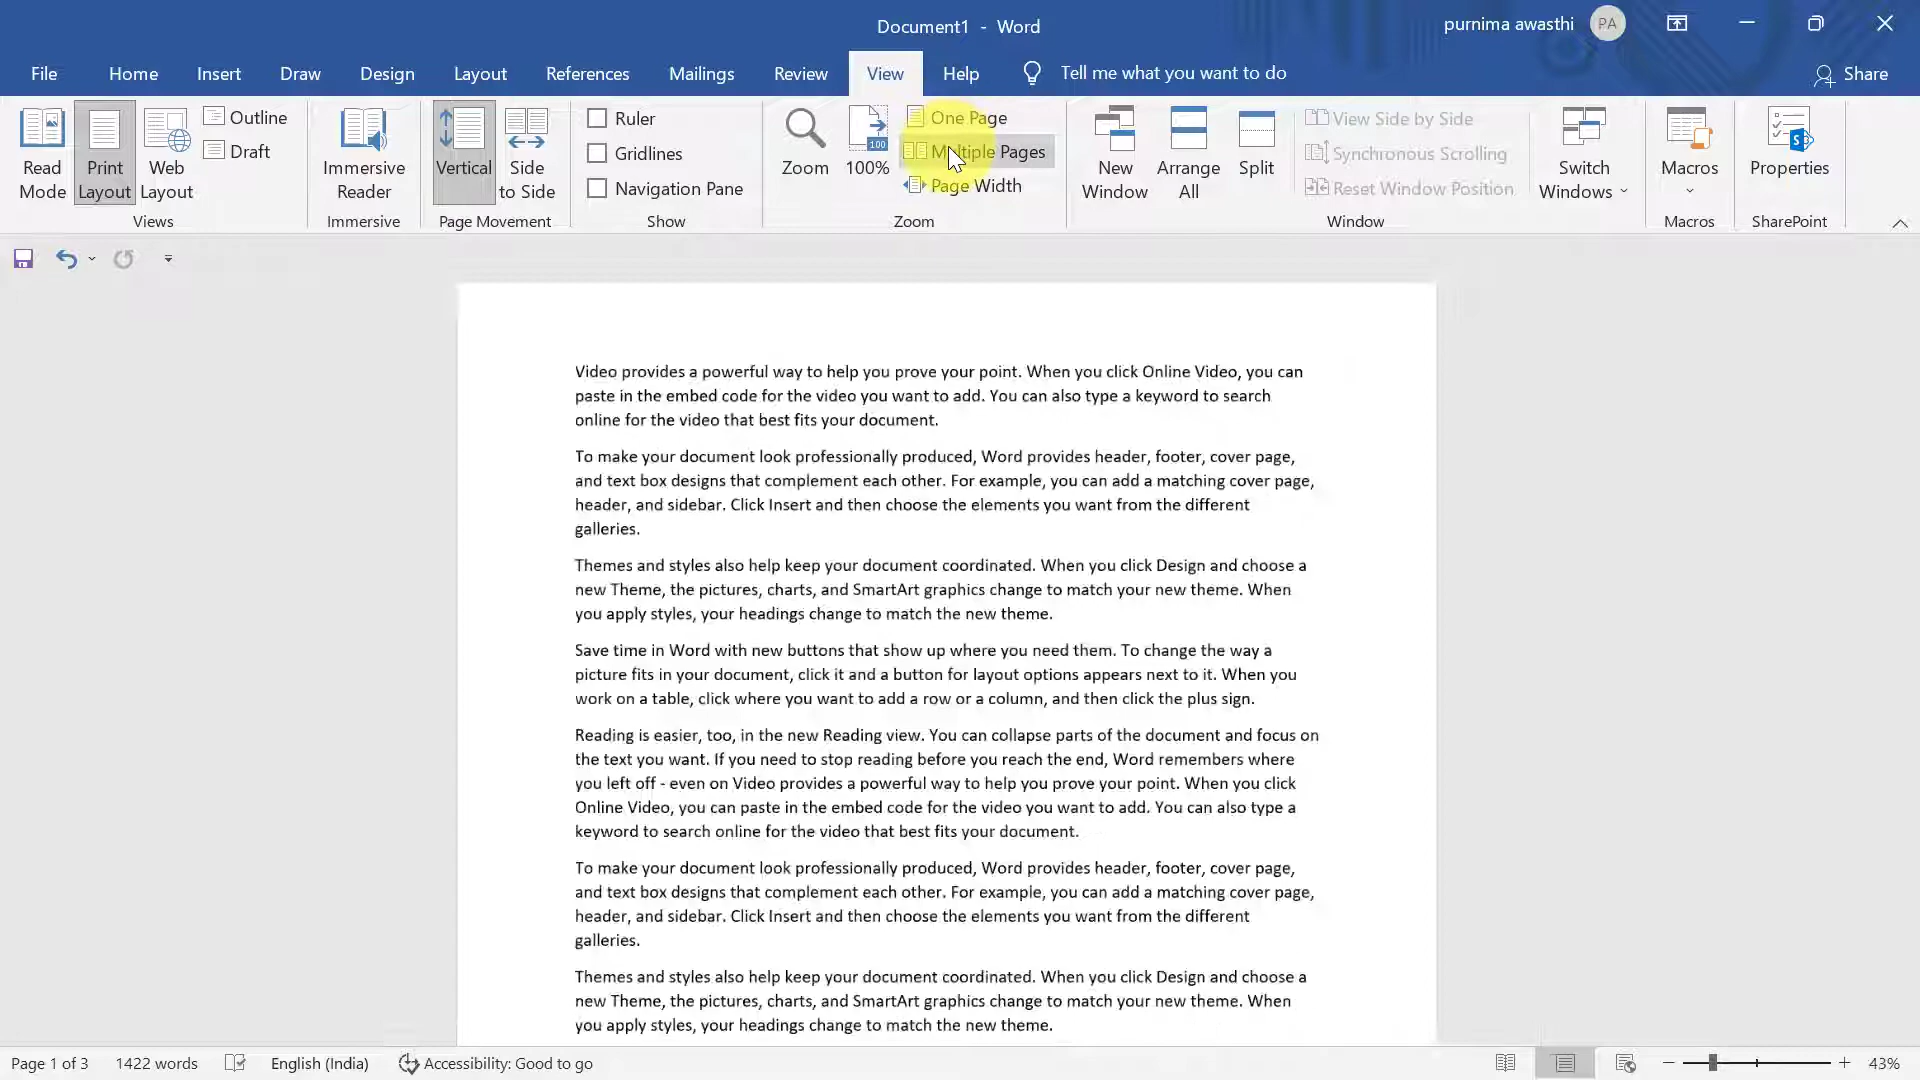 Document1 - Word
purnima awasthi PA
File Home Insert Draw Design Layout References Mailings Review View Help Tell me what you want to do Share
Read Mode
Print Layout
Web Layout
Outline
Draft
Views
Immersive Reader
Immersive
Vertical
Side to Side
Page Movement
Ruler
Gridlines
Navigation Pane
Show
Zoom
100
100%
One Page
Multiple Pages
Page Width
Zoom
New Window
Arrange All
Split
View Side by Side
Synchronous Scrolling
Reset Window Position
Switch Windows
Window
Macros
Macros
Properties
SharePoint
Video provides a powerful way to help you prove your point. When you click Online Video, you can
paste in the embed code for the video you want to add. You can also type a keyword to search
online for the video that best fits your document.
To make your document look professionally produced, Word provides header, footer, cover page,
and text box designs that complement each other. For example, you can add a matching cover page,
header, and sidebar. Click Insert and then choose the elements you want from the different
galleries.
Themes and styles also help keep your document coordinated. When you click Design and choose a
new Theme, the pictures, charts, and SmartArt graphics change to match your new theme. When
you apply styles, your headings change to match the new theme.
Save time in Word with new buttons that show up where you need them. To change the way a
picture fits in your document, click it and a button for layout options appears next to it. When you
work on a table, click where you want to add a row or a column, and then click the plus sign.
Reading is easier, too, in the new Reading view. You can collapse parts of the document and focus on
the text you want. If you need to stop reading before you reach the end, Word remembers where
you left off - even on Video provides a powerful way to help you prove your point. When you click
Online Video, you can paste in the embed code for the video you want to add. You can also type a
keyword to search online for the video that best fits your document.
To make your document look professionally produced, Word provides header, footer, cover page,
and text box designs that complement each other. For example, you can add a matching cover page,
header, and sidebar. Click Insert and then choose the elements you want from the different
galleries.
Themes and styles also help keep your document coordinated. When you click Design and choose a
new Theme, the pictures, charts, and SmartArt graphics change to match your new theme. When
you apply styles, your headings change to match the new theme.
Page 1 of 3 1422 words English (India) Accessibility: Good to go 43%